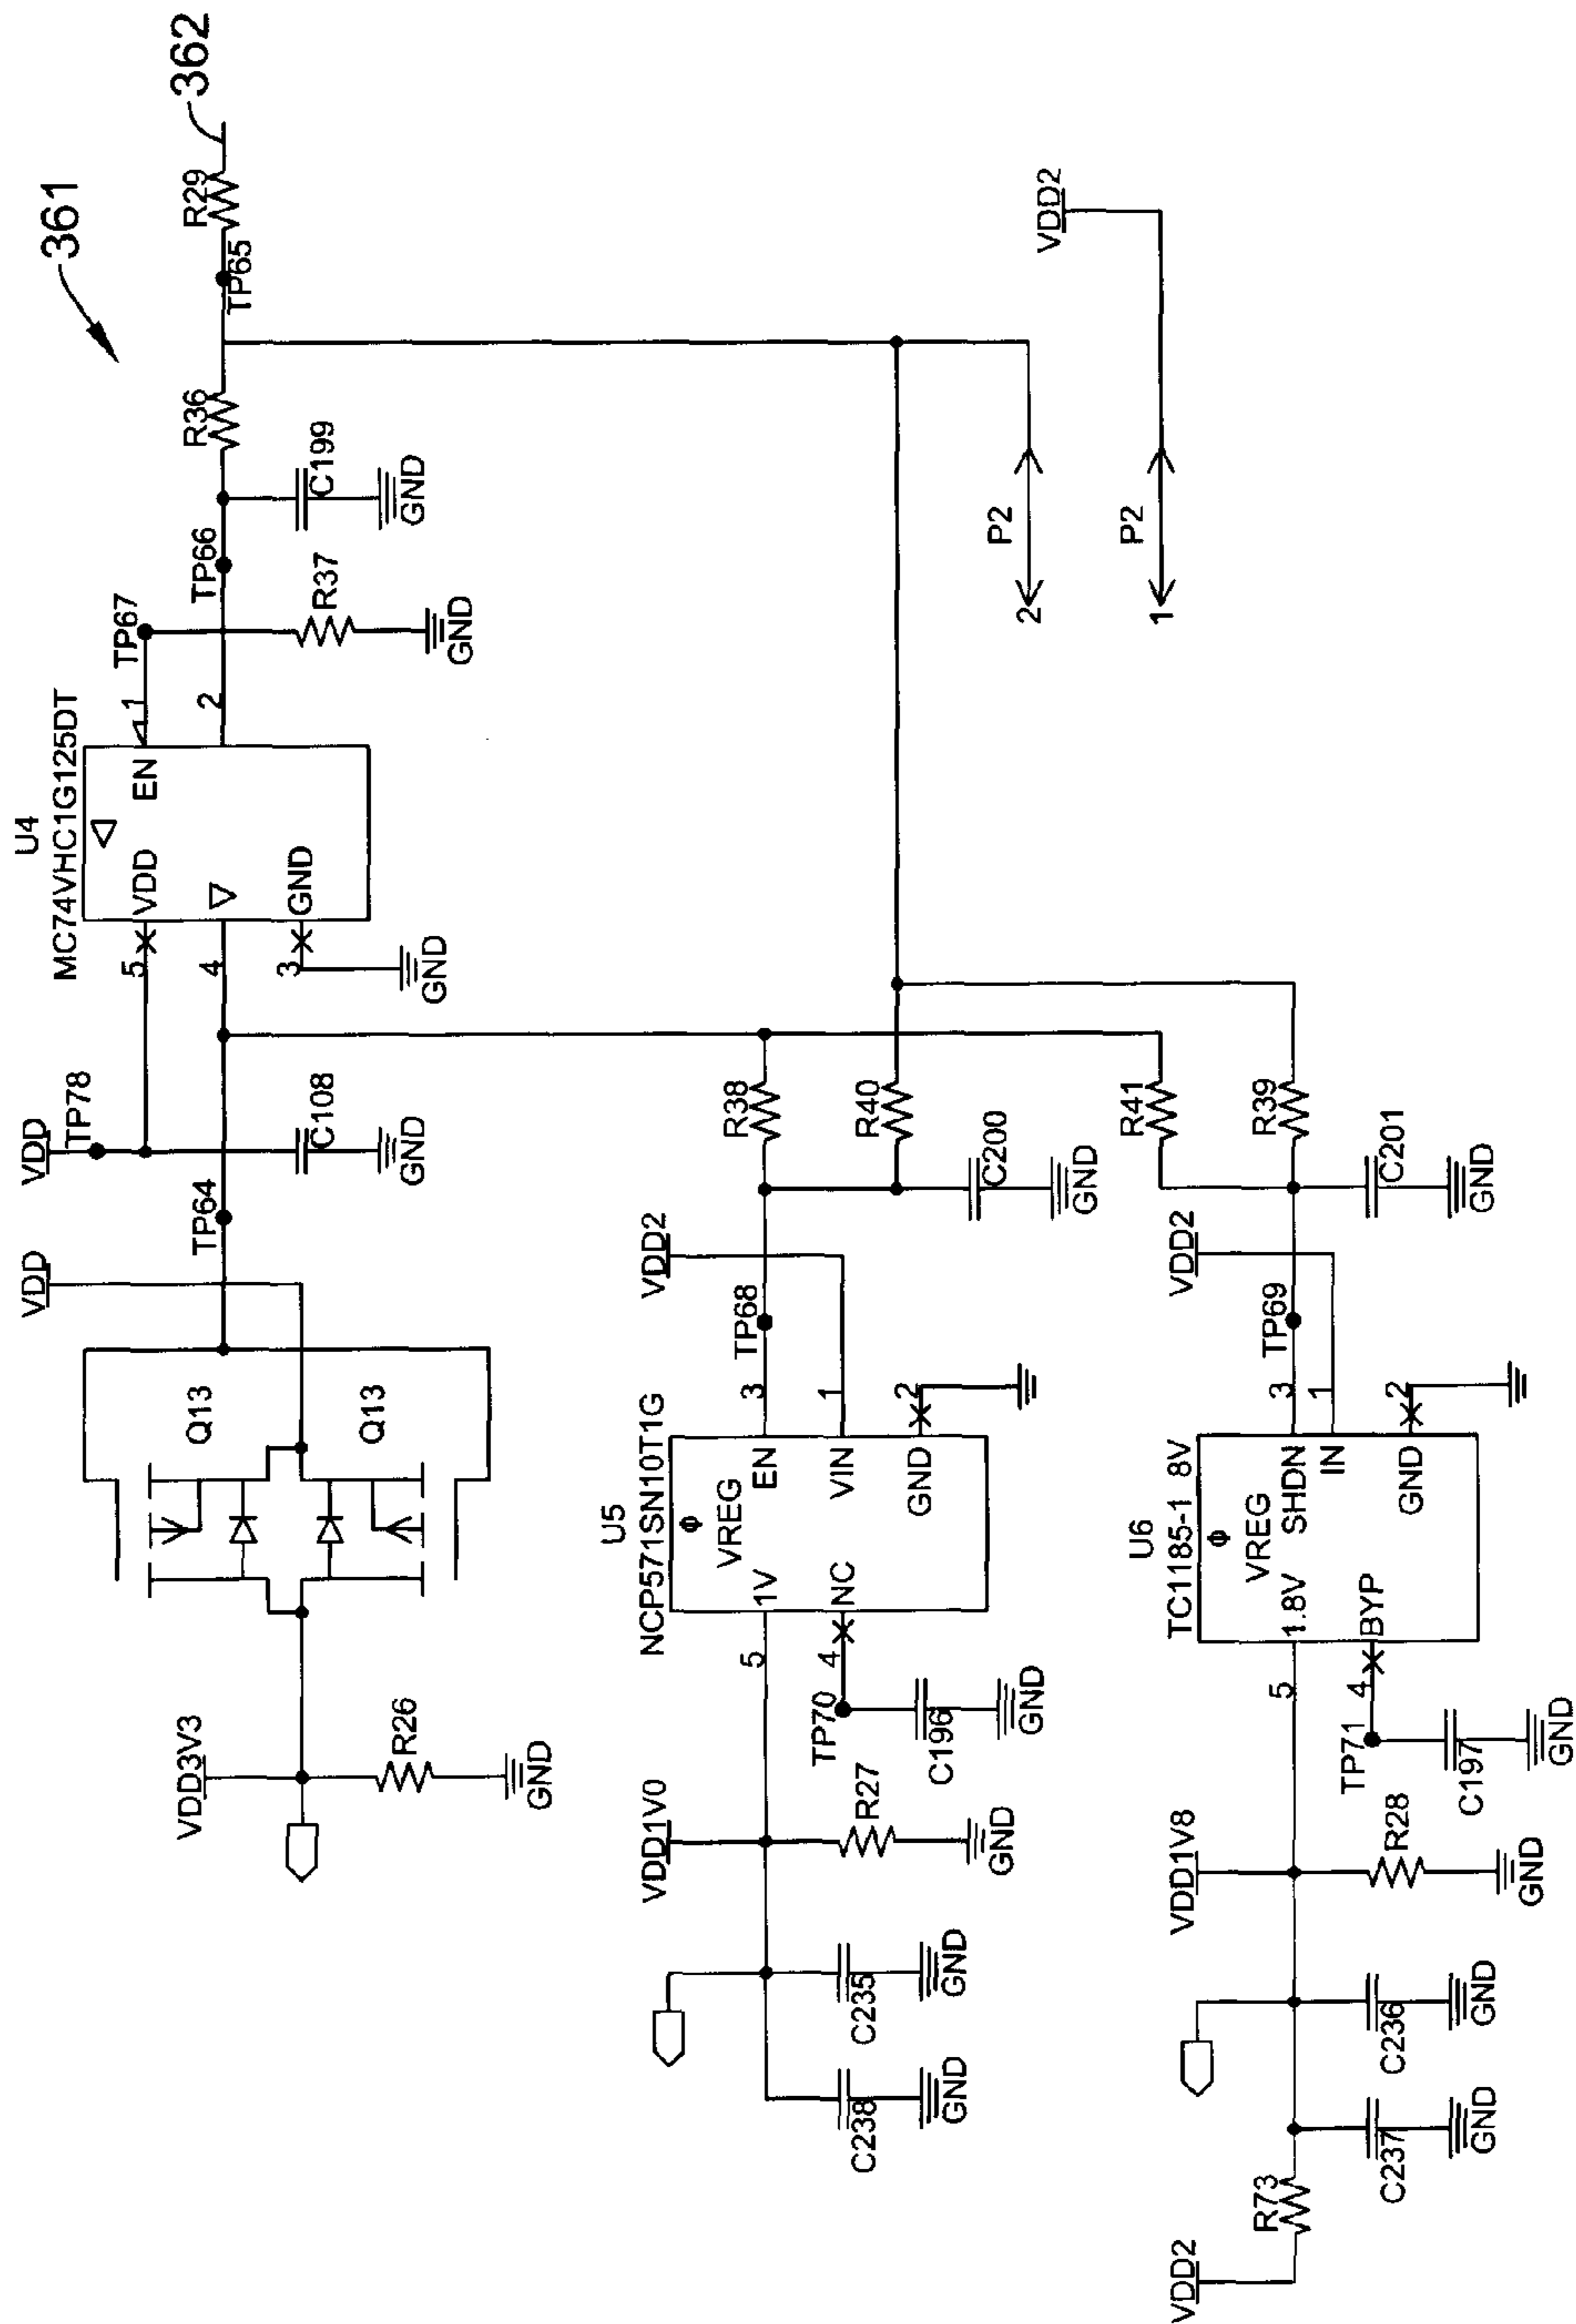 361
362
R29
TP65
R36
C199
GND
TP66
TP67
R37
GND
U4
MC74VHC1G125DT
1
2
EN
VDD
GND
5
4
3
GND
VDD
TP78
C108
GND
TP64
VDD
Q13
Q13
VDD3V3
R26
GND
VDD2
P2
2
P2
1
R38
R40
C200
GND
VDD2
TP68
3
1
2
U5
NCP571SN10T1G
Φ
VREG
EN
VIN
GND
1V
NC
5
4
TP70
C196
GND
VDD1V0
R27
GND
C235
GND
C238
GND
R41
R39
C201
GND
VDD2
TP69
3
1
2
U6
TC1185-1 8V
Φ
VREG
SHDN
IN
GND
1.8V
BYP
5
4
TP71
C197
GND
VDD1V8
R28
GND
C236
GND
C237
GND
R73
VDD2